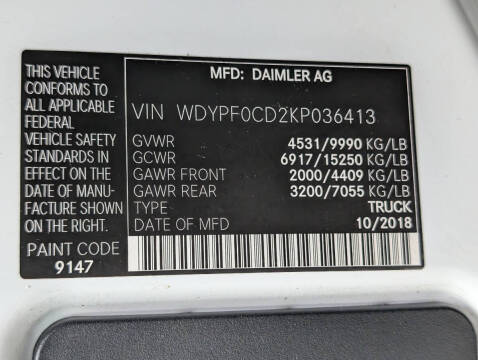 THIS VEHICLE
CONFORMS TO
ALL APPLICABLE
FEDERAL
VEHICLE SAFETY
STANDARDS IN
EFFECT ON THE
DATE OF MANU-
FACTURE SHOWN
ON THE RIGHT.
PAINT CODE
9147
MFD: DAIMLER AG
VIN WDYPF0CD2KP036413
GVWR 4531/9990 KG/LB
GCWR 6917/15250 KG/LB
GAWR FRONT 2000/4409 KG/LB
GAWR REAR 3200/7055 KG/LB
TYPE TRUCK
DATE OF MFD 10/2018